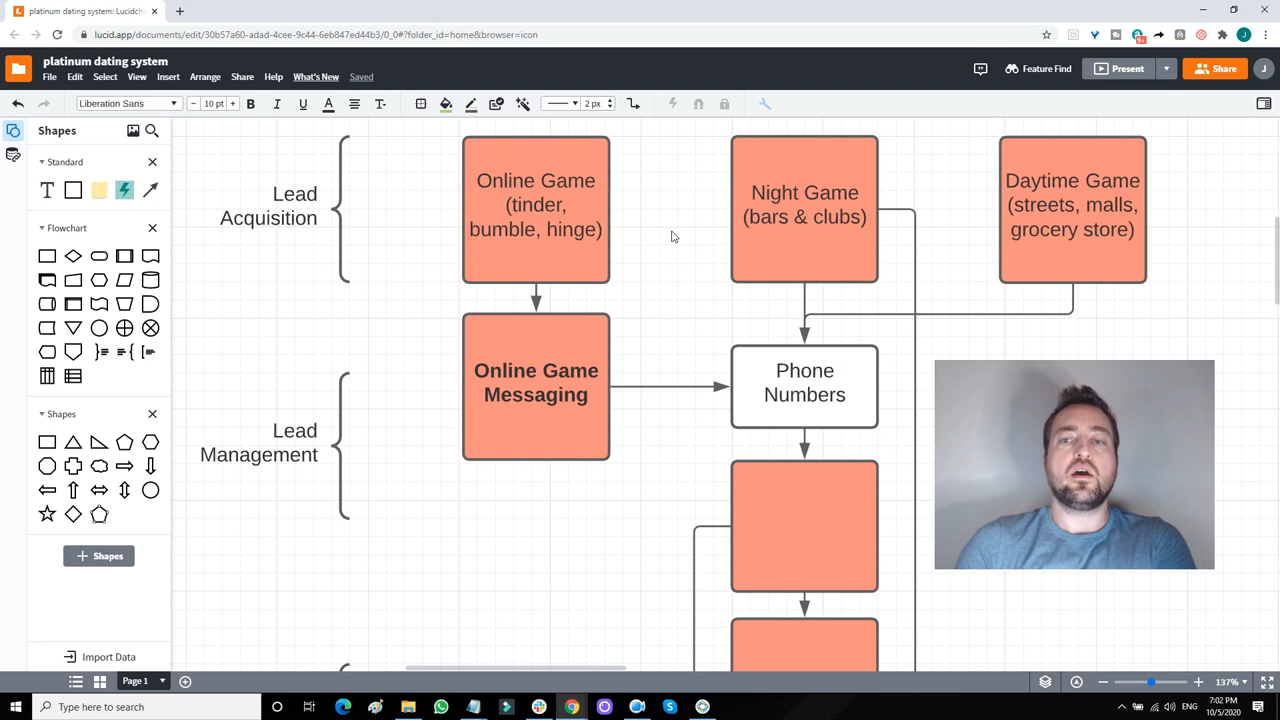 platinum dating system: Lucidcha
lucid.app/documents/edit/30b57a60-adad-4cee-9c44-6eb847ed44b3/0_0#?folder_id=home&browser=icon
platinum dating system
File Edit Select View Insert Arrange Share Help What's New Saved
Feature Find
Present
Share
J
Liberation Sans
10 pt
B I U A T
2 px
Shapes
Standard
T
Flowchart
Shapes
Shapes
Import Data
Lead
Acquisition
Online Game
(tinder,
bumble, hinge)
Night Game
(bars & clubs)
Daytime Game
(streets, malls,
grocery store)
Lead
Management
Online Game
Messaging
Phone
Numbers
Page 1
137%
Type here to search
ENG
7:02 PM
10/5/2020